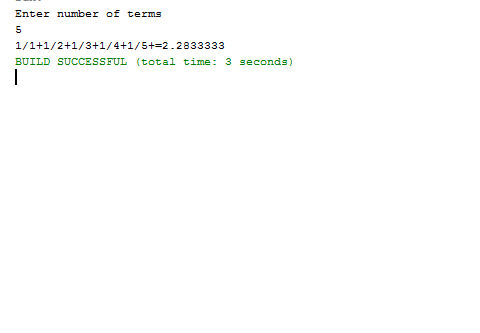 Enter number of terms
5
1/1+1/2+1/3+1/4+1/5+=2.2833333
BUILD SUCCESSFUL (total time: 3 seconds)